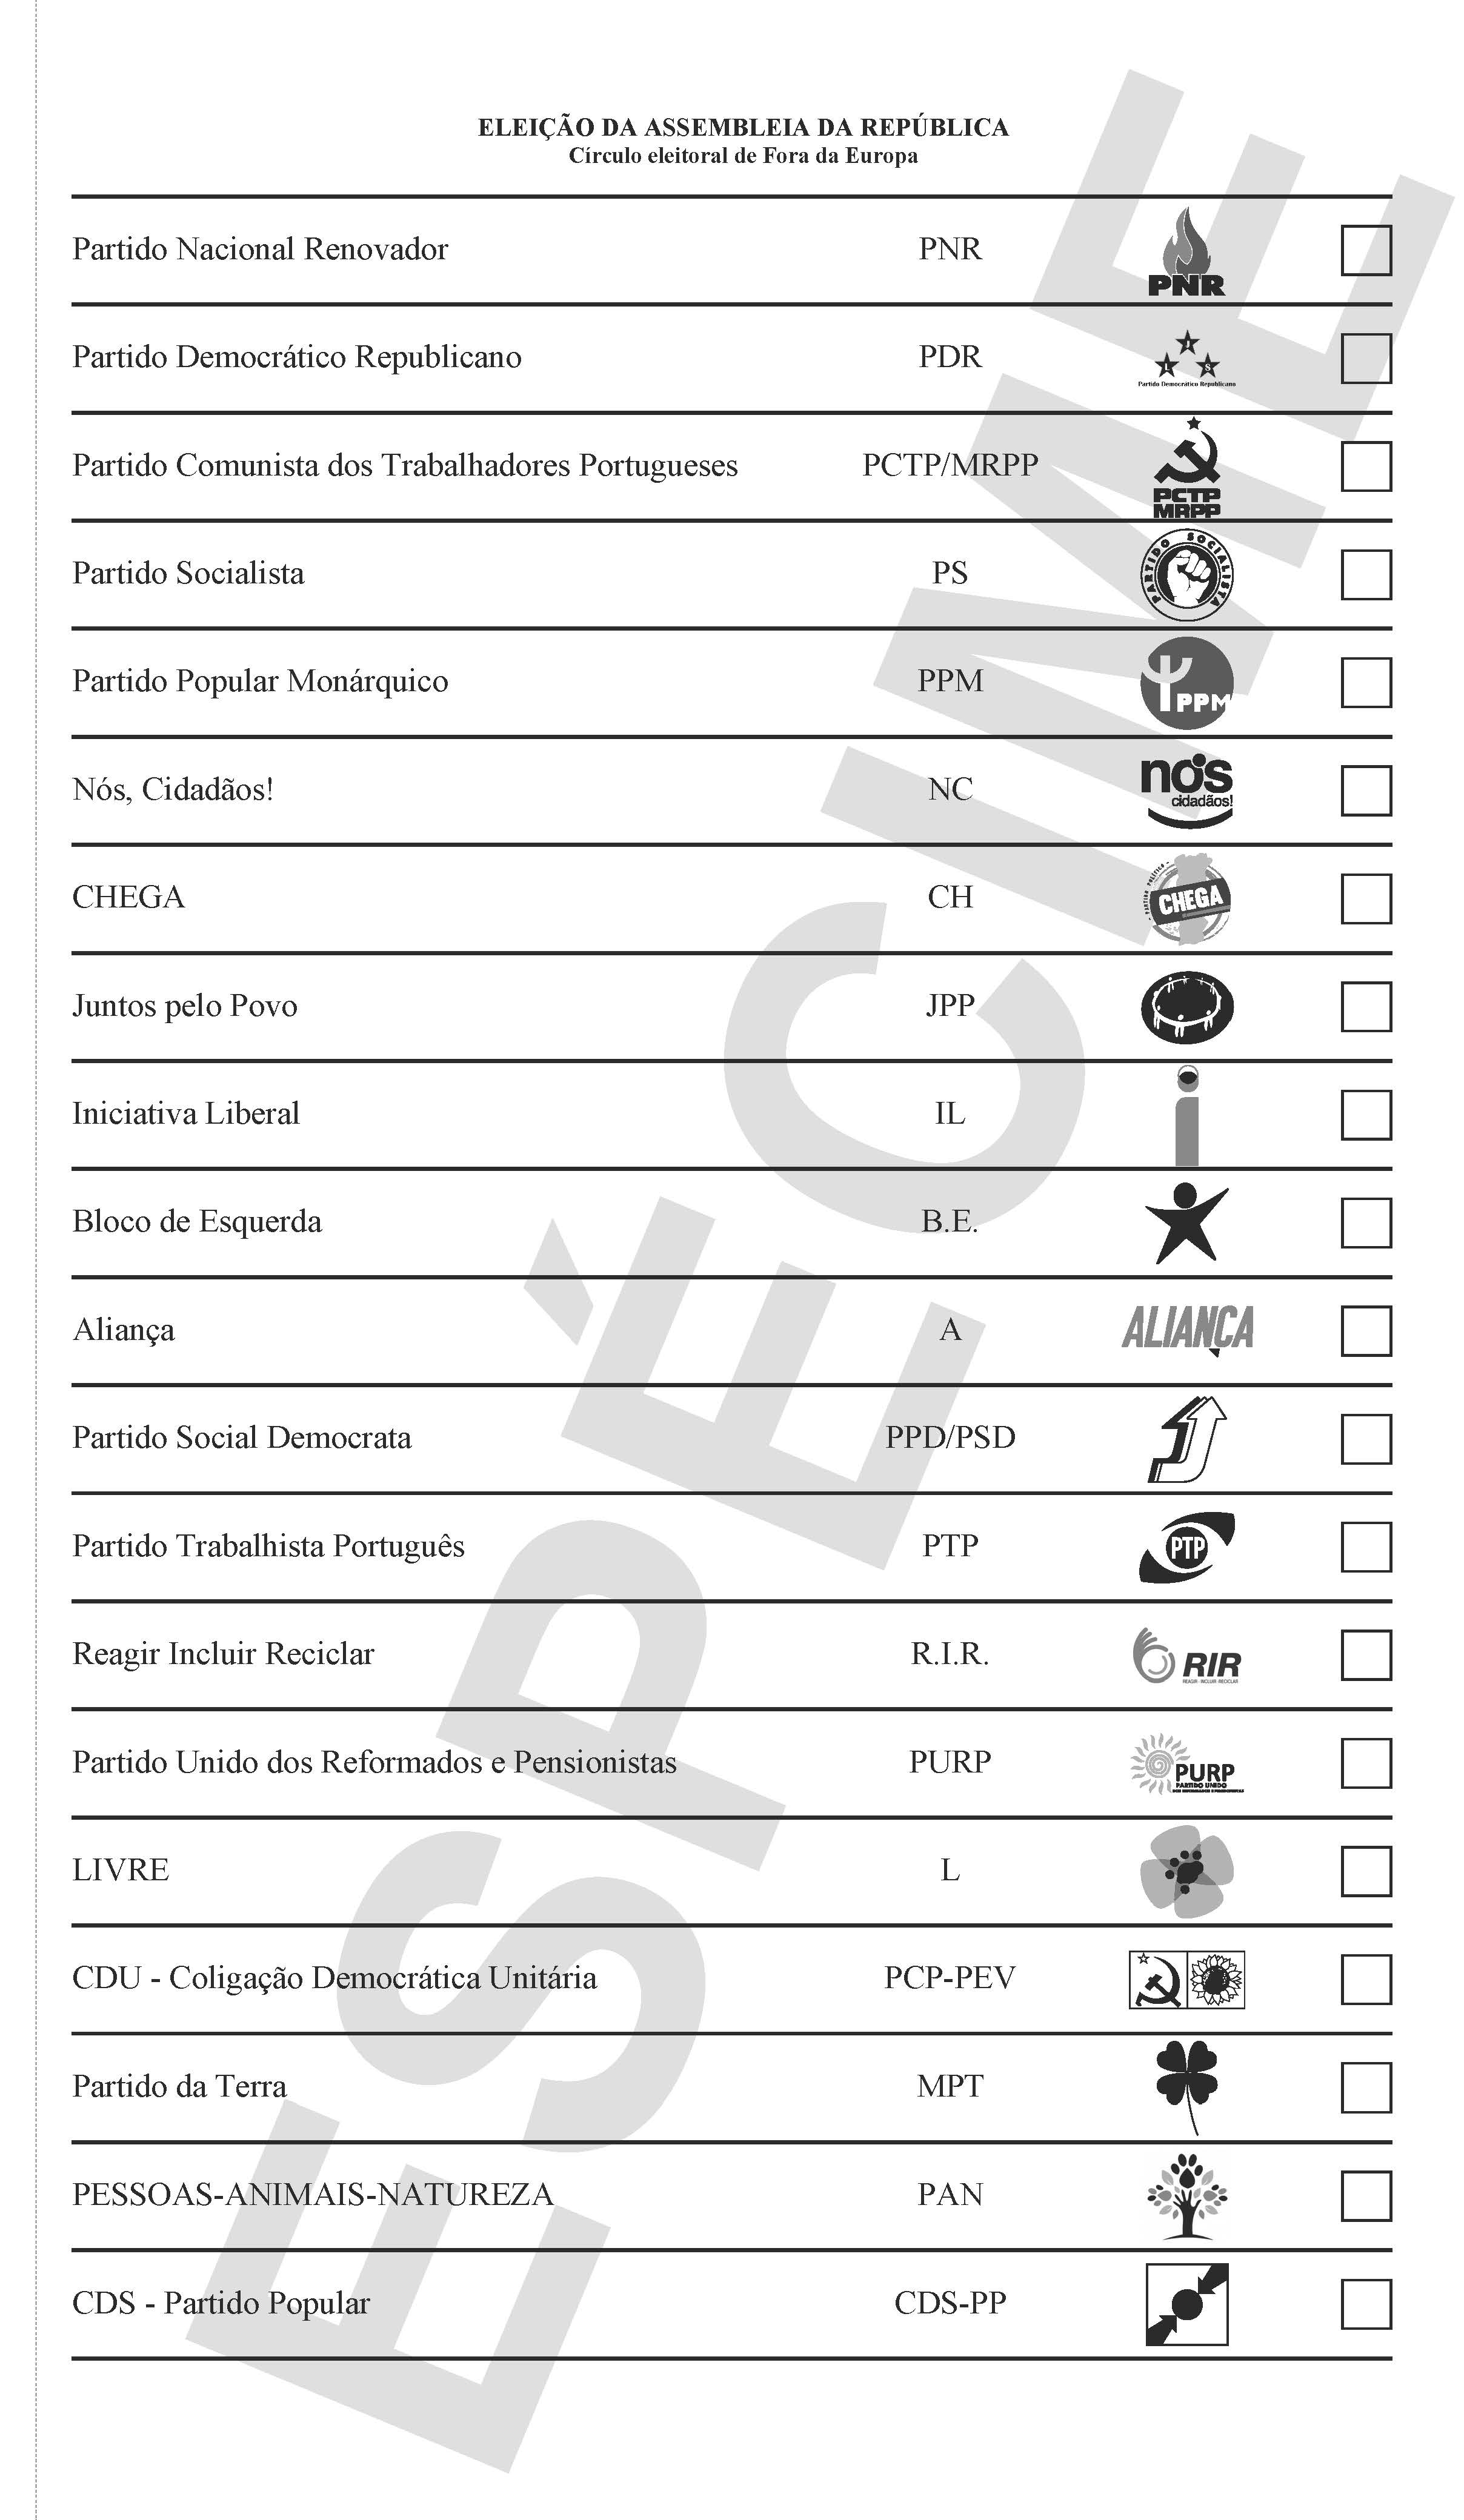 ELEIÇÃO DA ASSEMBLEIA DA REPÚBLICA
Círculo eleitoral de Fora da Europa
Partido Nacional Renovador PNR PNR
Partido Democrático Republicano PDR J L S Partido Democrático Republicano
Partido Comunista dos Trabalhadores Portugueses PCTP/MRPP PCTP MRPP
Partido Socialista PS PARTIDO SOCIALISTA
Partido Popular Monárquico PPM PPM
Nós, Cidadãos! NC nós cidadãos!
CHEGA CH PARTIDO POLÍTICO CHEGA
Juntos pelo Povo JPP
Iniciativa Liberal IL
Bloco de Esquerda B.E.
Aliança A ALIANÇA
Partido Social Democrata PPD/PSD
Partido Trabalhista Português PTP PTP
Reagir Incluir Reciclar R.I.R. RIR REAGIR · INCLUIR · RECICLAR
Partido Unido dos Reformados e Pensionistas PURP PURP PARTIDO UNIDO DOS REFORMADOS E PENSIONISTAS
LIVRE L
CDU - Coligação Democrática Unitária PCP-PEV
Partido da Terra MPT
PESSOAS-ANIMAIS-NATUREZA PAN
CDS - Partido Popular CDS-PP
ESPÉCIME